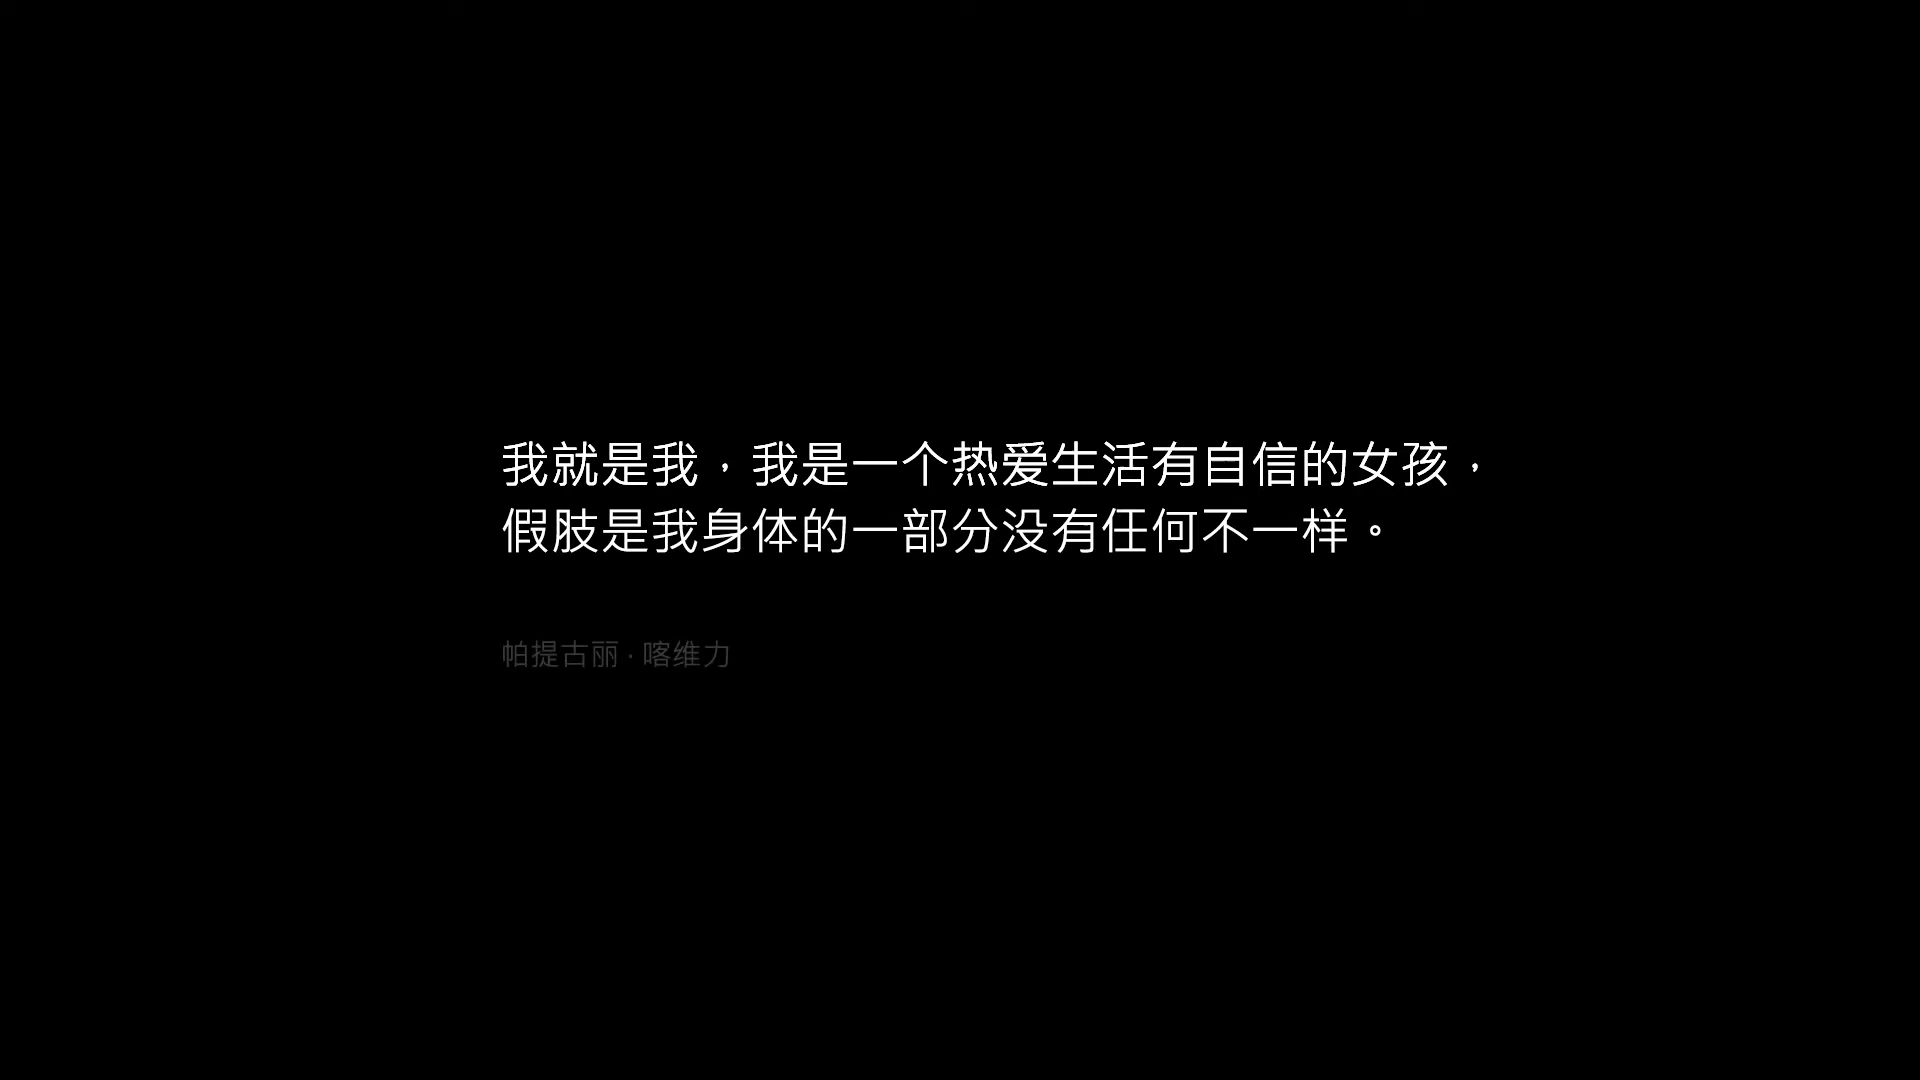 我就是我，我是一个热爱生活有自信的女孩，
假肢是我身体的一部分没有任何不一样。
帕提古丽·喀维力